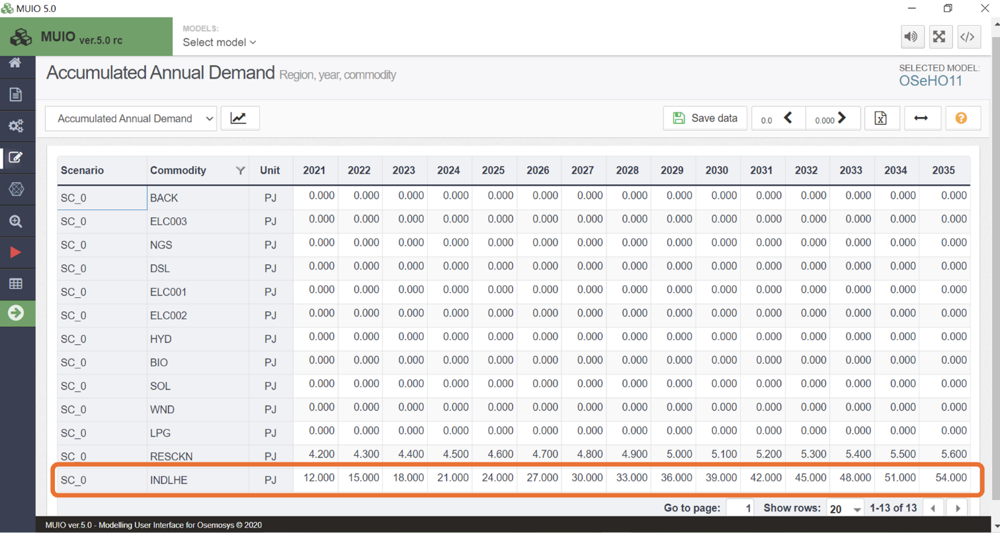 MUIO 5.0
MUIO ver.5.0 rc
MODELS:
Select model
Accumulated Annual Demand Region, year, commodity
SELECTED MODEL:
OSeHO11
Accumulated Annual Demand
Save data 0.0 0.000
Scenario Commodity Unit 2021 2022 2023 2024 2025 2026 2027 2028 2029 2030 2031 2032 2033 2034 2035
SC_0 BACK PJ 0.000 0.000 0.000 0.000 0.000 0.000 0.000 0.000 0.000 0.000 0.000 0.000 0.000 0.000 0.000
SC_0 ELC003 PJ 0.000 0.000 0.000 0.000 0.000 0.000 0.000 0.000 0.000 0.000 0.000 0.000 0.000 0.000 0.000
SC_0 NGS PJ 0.000 0.000 0.000 0.000 0.000 0.000 0.000 0.000 0.000 0.000 0.000 0.000 0.000 0.000 0.000
SC_0 DSL PJ 0.000 0.000 0.000 0.000 0.000 0.000 0.000 0.000 0.000 0.000 0.000 0.000 0.000 0.000 0.000
SC_0 ELC001 PJ 0.000 0.000 0.000 0.000 0.000 0.000 0.000 0.000 0.000 0.000 0.000 0.000 0.000 0.000 0.000
SC_0 ELC002 PJ 0.000 0.000 0.000 0.000 0.000 0.000 0.000 0.000 0.000 0.000 0.000 0.000 0.000 0.000 0.000
SC_0 HYD PJ 0.000 0.000 0.000 0.000 0.000 0.000 0.000 0.000 0.000 0.000 0.000 0.000 0.000 0.000 0.000
SC_0 BIO PJ 0.000 0.000 0.000 0.000 0.000 0.000 0.000 0.000 0.000 0.000 0.000 0.000 0.000 0.000 0.000
SC_0 SOL PJ 0.000 0.000 0.000 0.000 0.000 0.000 0.000 0.000 0.000 0.000 0.000 0.000 0.000 0.000 0.000
SC_0 WND PJ 0.000 0.000 0.000 0.000 0.000 0.000 0.000 0.000 0.000 0.000 0.000 0.000 0.000 0.000 0.000
SC_0 LPG PJ 0.000 0.000 0.000 0.000 0.000 0.000 0.000 0.000 0.000 0.000 0.000 0.000 0.000 0.000 0.000
SC_0 RESCKN PJ 4.200 4.300 4.400 4.500 4.600 4.700 4.800 4.900 5.000 5.100 5.200 5.300 5.400 5.500 5.600
SC_0 INDLHE PJ 12.000 15.000 18.000 21.000 24.000 27.000 30.000 33.000 36.000 39.000 42.000 45.000 48.000 51.000 54.000
Go to page: 1 Show rows: 20 1-13 of 13
MUIO ver.5.0 - Modelling User Interface for Osemosys © 2020